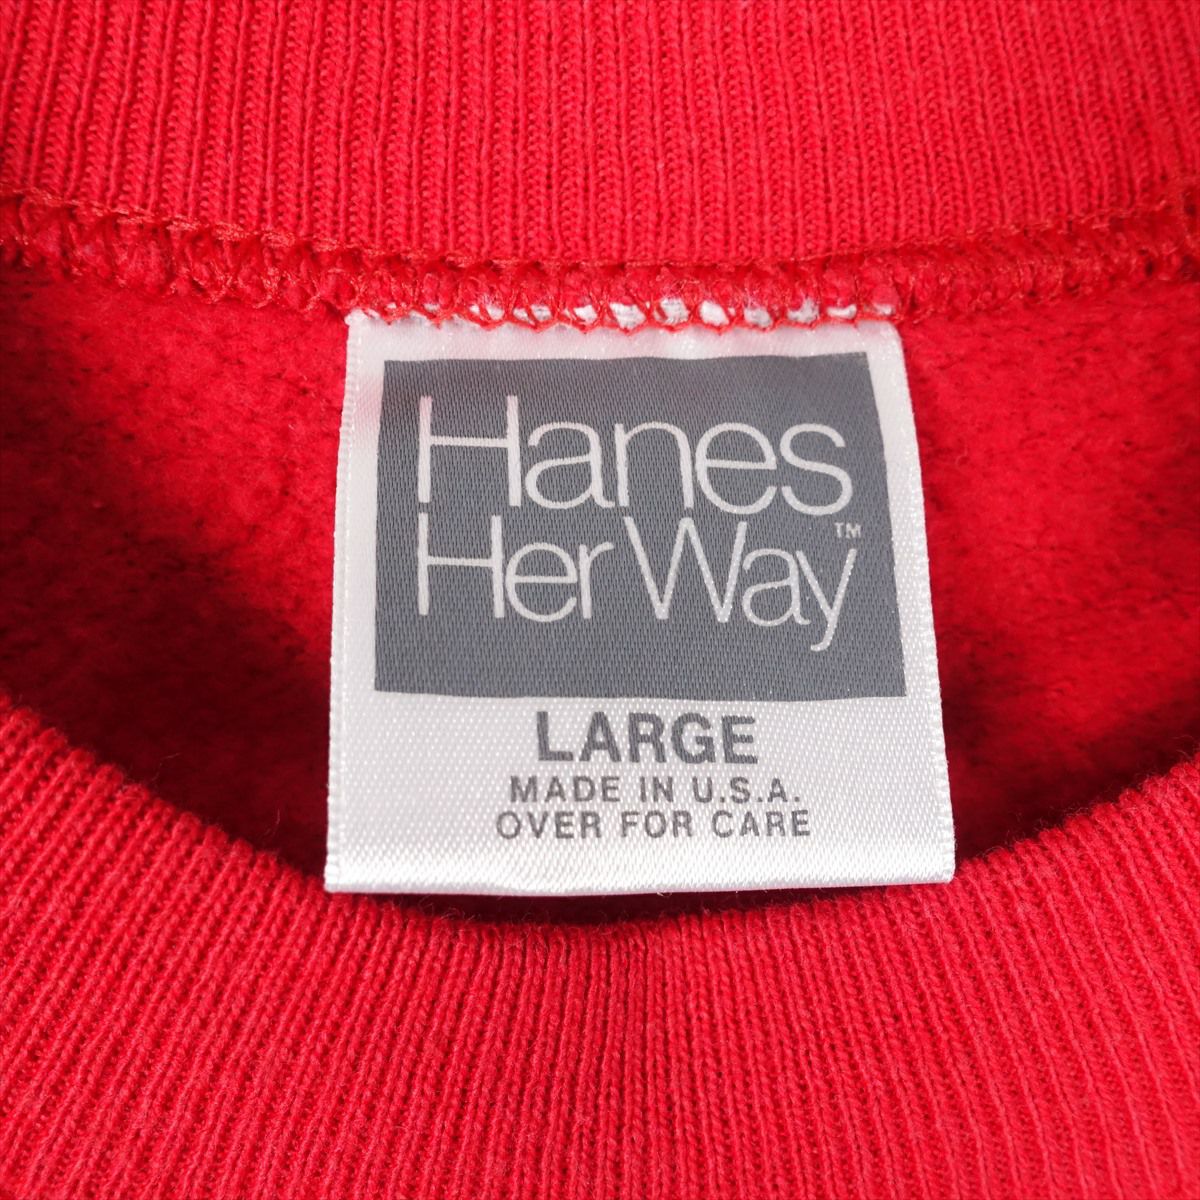 Hanes
Her Way™
LARGE
MADE IN U.S.A.
OVER FOR CARE